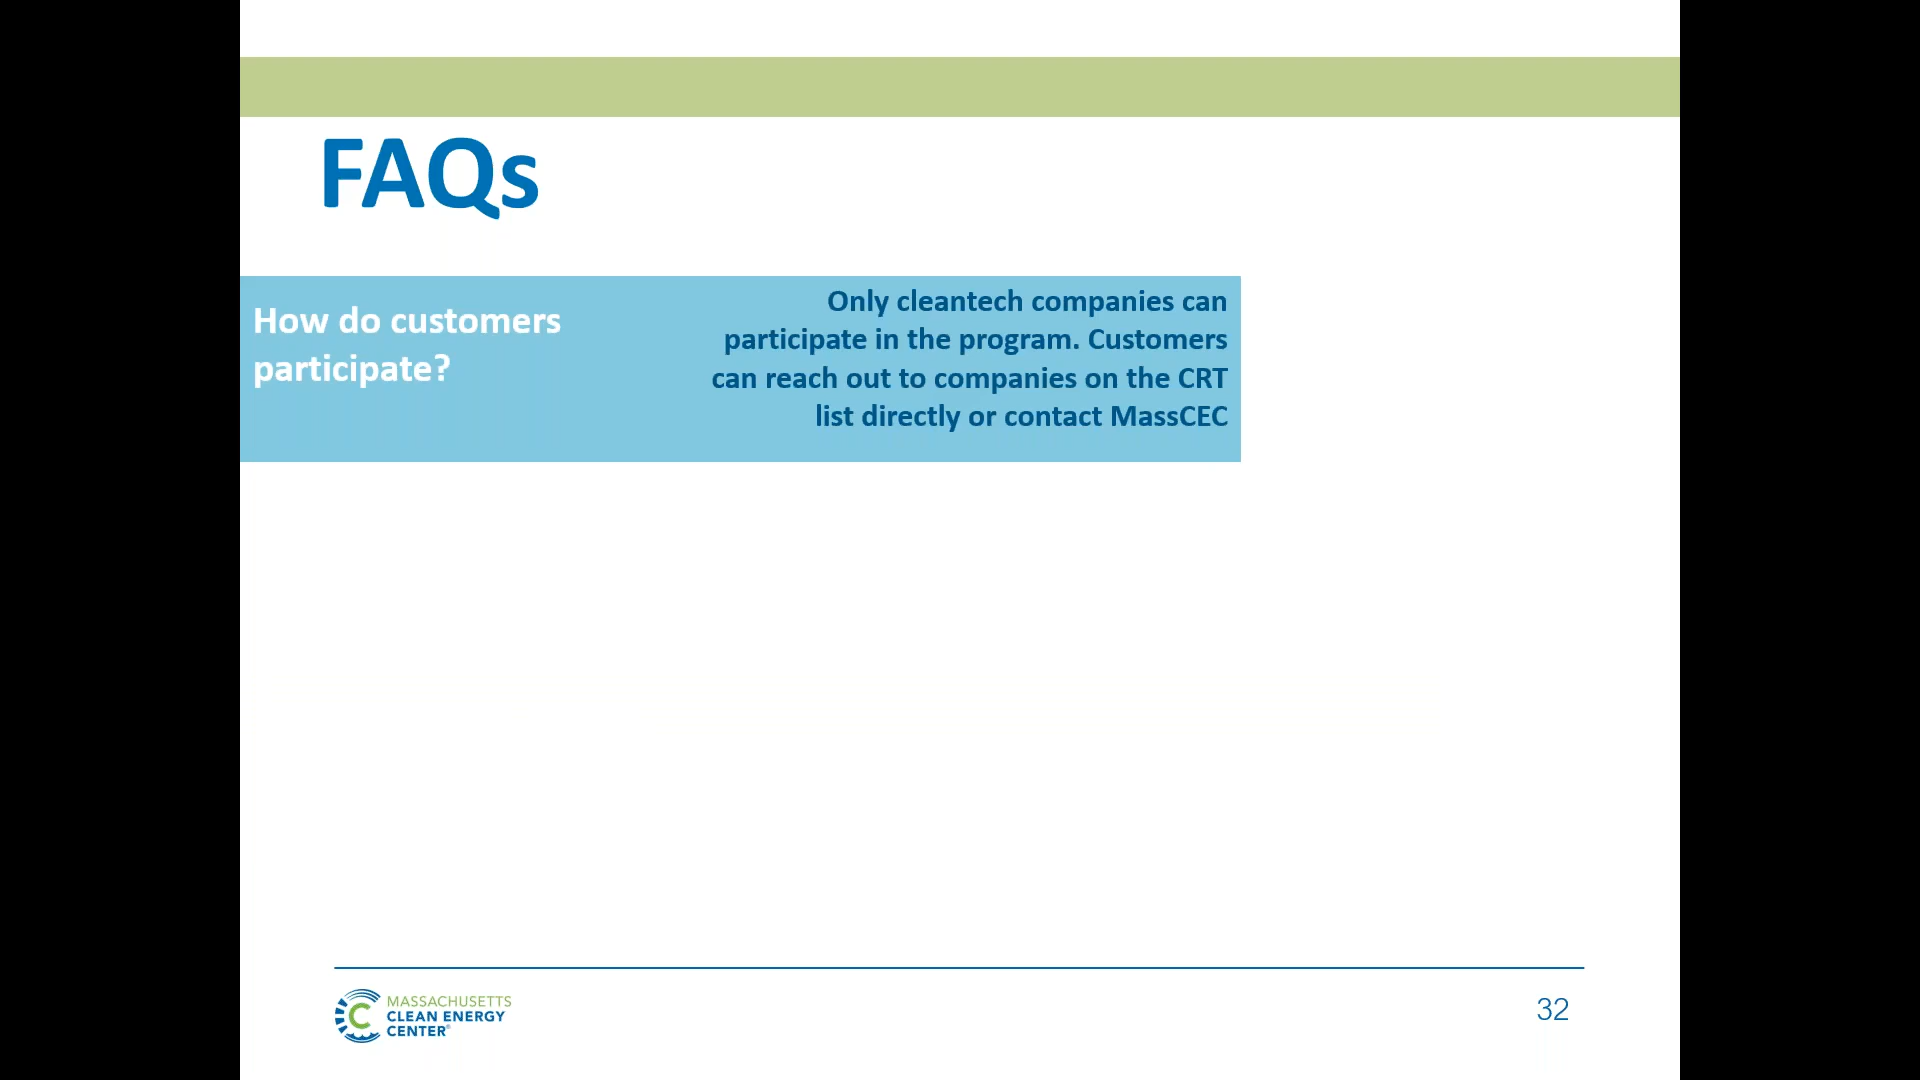 FAQs
How do customers
participate?
Only cleantech companies can
participate in the program. Customers
can reach out to companies on the CRT
list directly or contact MassCEC
MASSACHUSETTS
CLEAN ENERGY
CENTER®
32